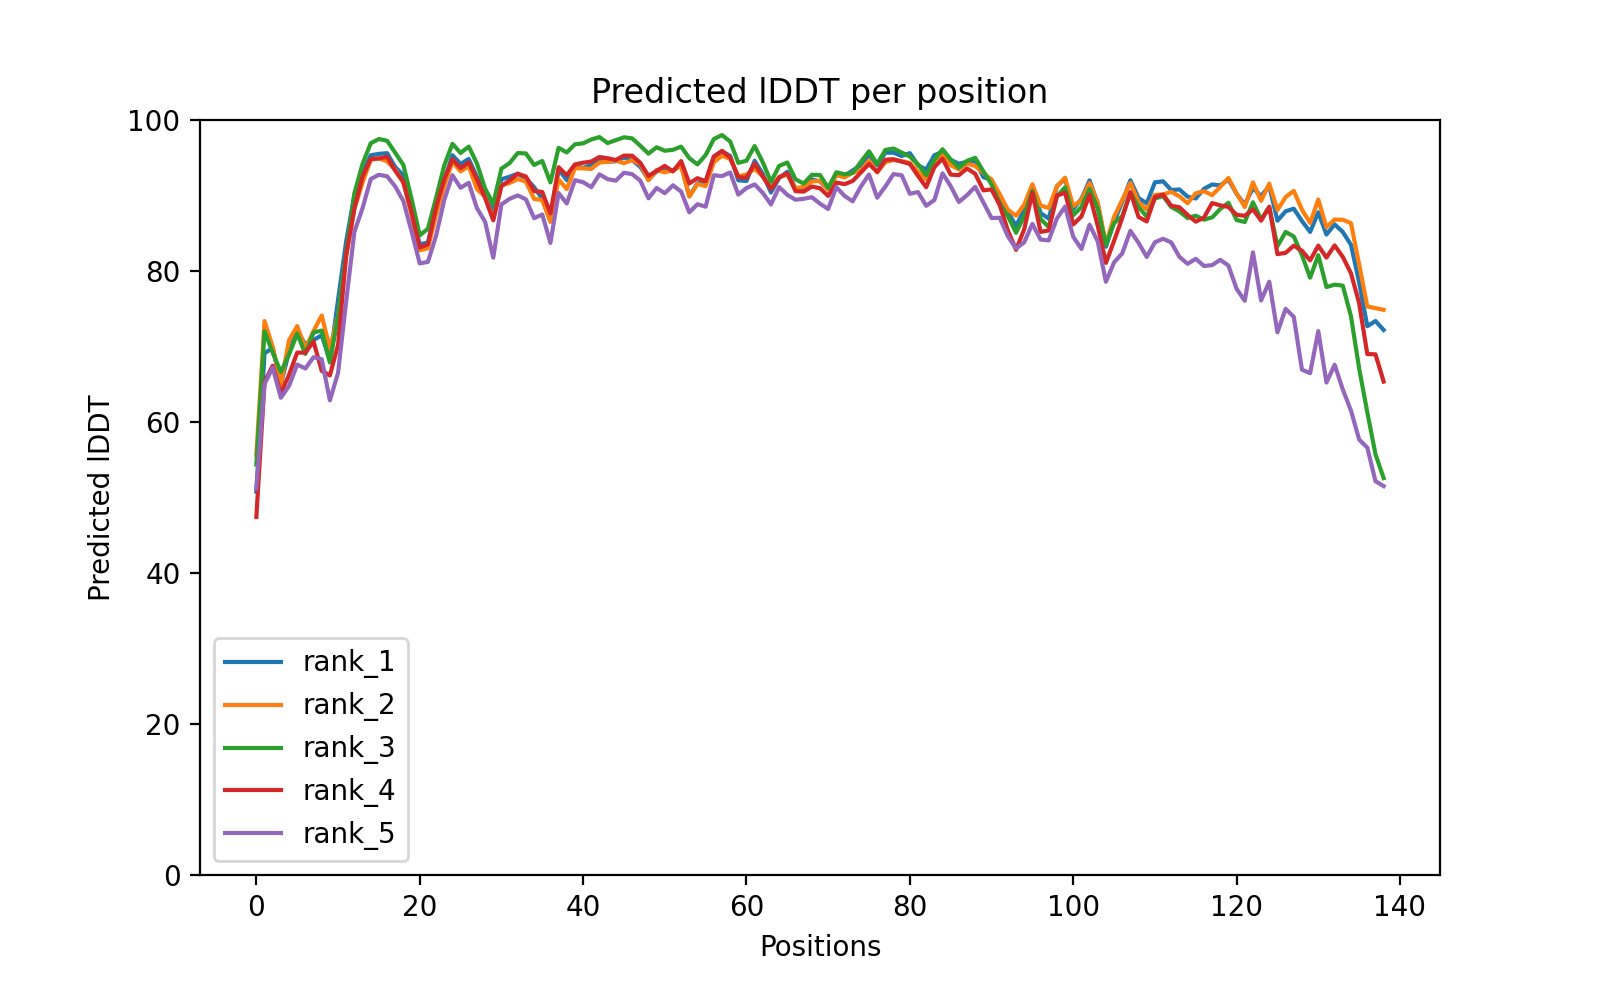 Predicted lDDT per position
100
80
60
40
20
0
Predicted lDDT
rank_1
rank_2
rank_3
rank_4
rank_5
0 20 40 60 80 100 120 140
Positions